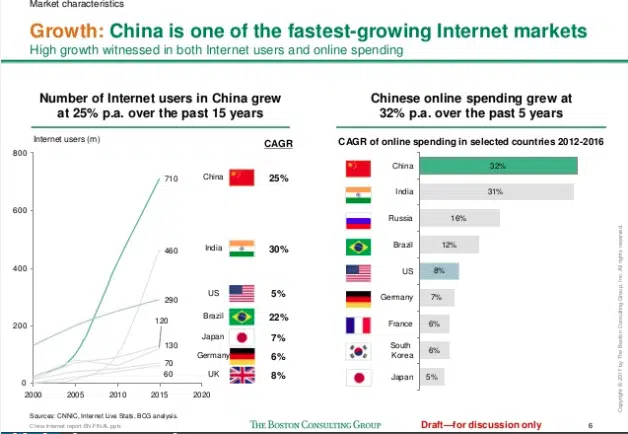 Market characteristics
Growth: China is one of the fastest-growing Internet markets
High growth witnessed in both Internet users and online spending
Number of Internet users in China grew
at 25% p.a. over the past 15 years
Internet users (m)
CAGR
800
600
400
200
0
2000
2005
2010
2015
2020
710
460
290
120
130
70
60
China 25%
India 30%
US 5%
Brazil 22%
Japan 7%
Germany 6%
UK 8%
Chinese online spending grew at
32% p.a. over the past 5 years
CAGR of online spending in selected countries 2012-2016
China 32%
India 31%
Russia 16%
Brazil 12%
US 8%
Germany 7%
France 6%
South
Korea 6%
Japan 5%
Copyright © 2017 by The Boston Consulting Group, Inc. All rights reserved.
Sources: CNNIC, Internet Live Stats, BCG analysis.
China Internet report-EN-FINAL.pptx
THE BOSTON CONSULTING GROUP
Draft—for discussion only
6